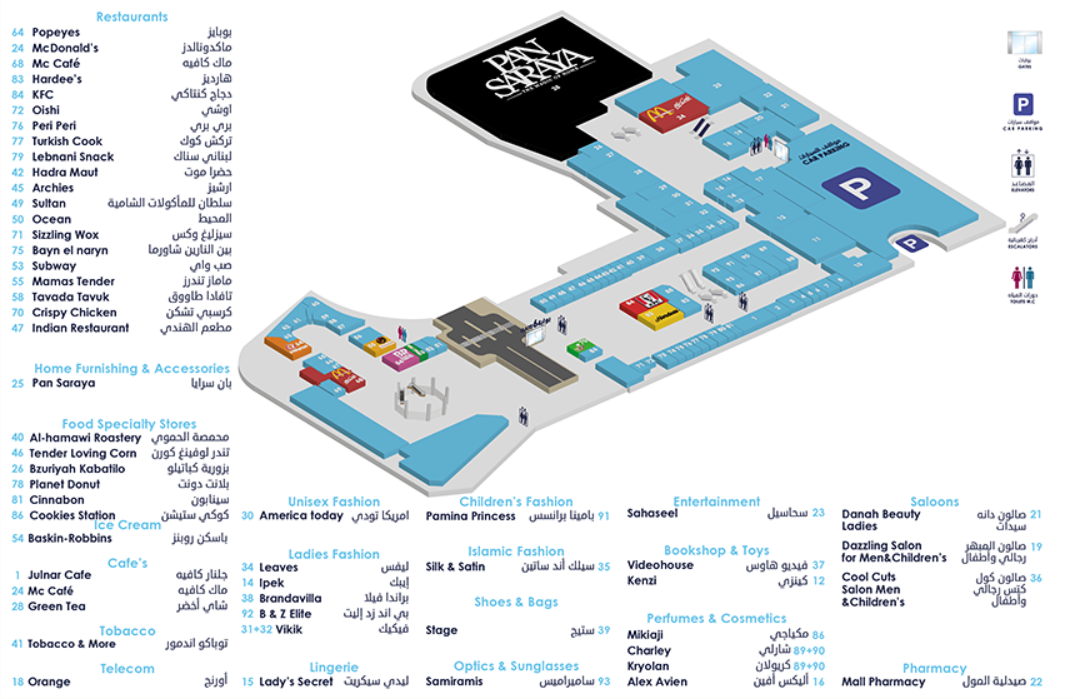 Restaurants
64 Popeyes بوبايز
24 McDonald's ماكدونالدز
68 Mc Café ماك كافيه
83 Hardee's هارديز
84 KFC دجاج كنتاكي
72 Oishi اوشي
76 Peri Peri بري بري
77 Turkish Cook تركش كوك
79 Lebnani Snack لبناني سناك
42 Hadra Maut حضرا موت
45 Archies ارشيز
49 Sultan سلطان للمأكولات الشامية
50 Ocean المحيط
71 Sizzling Wox سيزليغ وكس
75 Bayn el naryn بين النارين شاورما
53 Subway صب واي
55 Mamas Tender ماماز تندرز
58 Tavada Tavuk تافادا طاووق
70 Crispy Chicken كرسبي تشكن
47 Indian Restaurant مطعم الهندي
Home Furnishing & Accessories
25 Pan Saraya بان سرايا
Food Specialty Stores
40 Al-hamawi Roastery محمصة الحموي
46 Tender Loving Corn تندر لوفينغ كورن
26 Bzuriyah Kabatilo بزورية كباتيلو
78 Planet Donut بلانت دونت
81 Cinnabon سينابون
86 Cookies Station كوكي ستيشن
Ice Cream
54 Baskin-Robbins باسكن روبنز
Cafe's
1 Julnar Cafe جلنار كافيه
24 Mc Café ماك كافيه
28 Green Tea شاي أخضر
Tobacco
41 Tobacco & More توباكو اندمور
Telecom
18 Orange أورنج
PAN
SARAYA
THE MAGIC OF HOME
25
24
مواقف السيارات
CAR PARKING
P
P
بوابات
GATES
P
مواقف سيارات
CAR PARKING
المصاعد
ELEVATORS
أدراج كهربائية
ESCALATORS
دورات المياه
TOILETS W.C
Unisex Fashion
30 America today امريكا تودي
Ladies Fashion
34 Leaves ليفس
14 Ipek إيبك
38 Brandavilla براندا فيلا
92 B & Z Elite بي اند زد إليت
31+32 Vikik فيكيك
Lingerie
15 Lady's Secret ليدي سيكريت
Children's Fashion
Pamina Princess بامينا برانسس 91
Islamic Fashion
Silk & Satin سيلك أند ساتين 35
Shoes & Bags
Stage ستيج 39
Optics & Sunglasses
Samiramis سميراميس 93
Entertainment
Sahaseel سحاسيل 23
Bookshop & Toys
Videohouse فيديو هاوس 37
Kenzi كينزي 12
Perfumes & Cosmetics
Mikiaji مكياجي 86
Charley شارلي 89+90
Kryolan كريولان 89+90
Alex Avien أليكس أفين 16
Saloons
Danah Beauty صالون دانه 21
Ladies سيدات
Dazzling Salon صالون المبهر 19
for Men&Children's رجالي وأطفال
Cool Cuts صالون كول 36
Salon Men كتس رجالي
&Children's وأطفال
Pharmacy
Mall Pharmacy صيدلية المول 22